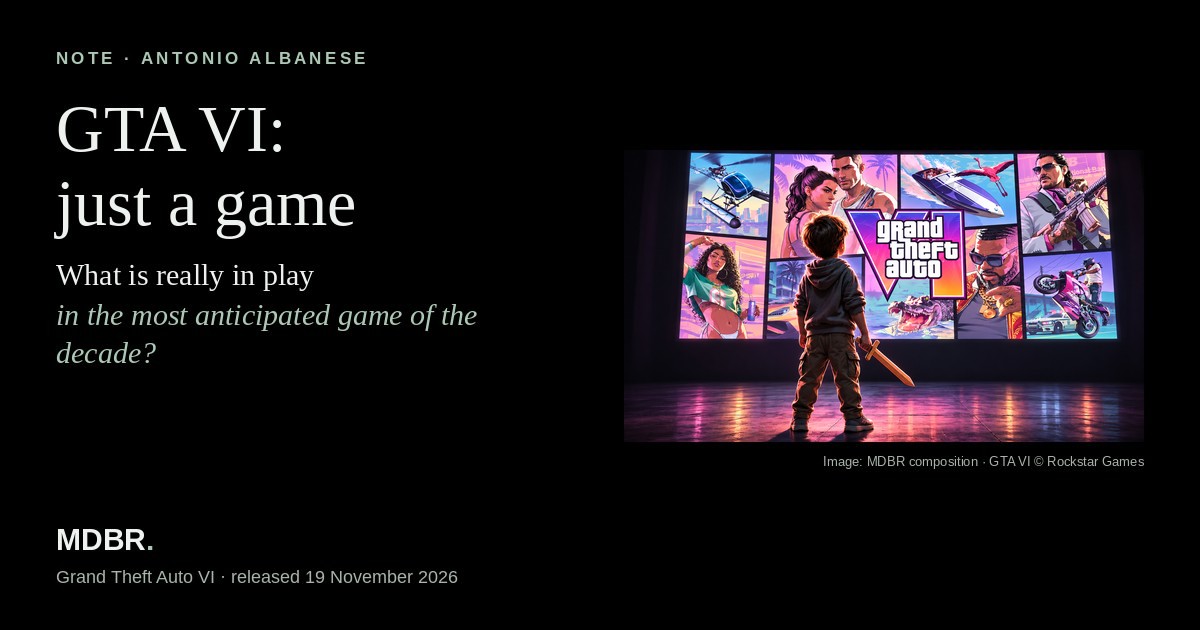 NOTE · ANTONIO ALBANESE
GTA VI:
just a game
What is really in play
in the most anticipated game of the
decade?
VI
grand
theft
auto
Image: MDBR composition · GTA VI © Rockstar Games
MDBR.
Grand Theft Auto VI · released 19 November 2026